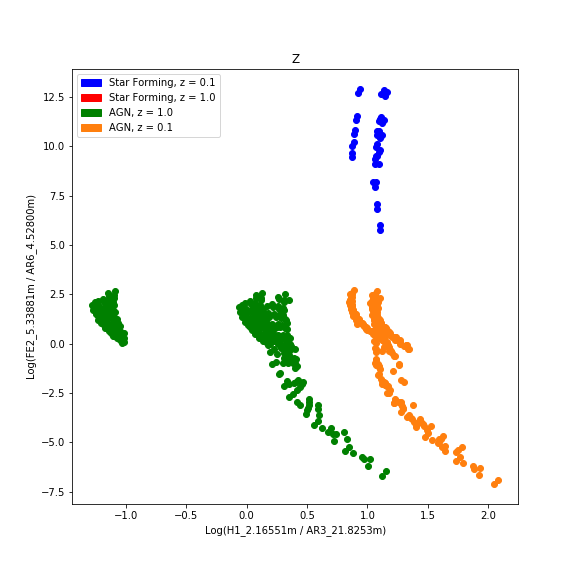 Z
Star Forming, z = 0.1
Star Forming, z = 1.0
AGN, z = 1.0
AGN, z = 0.1
Log(FE2_5.33881m / AR6_4.52800m)
12.5
10.0
7.5
5.0
2.5
0.0
−2.5
−5.0
−7.5
−1.0 −0.5 0.0 0.5 1.0 1.5 2.0
Log(H1_2.16551m / AR3_21.8253m)